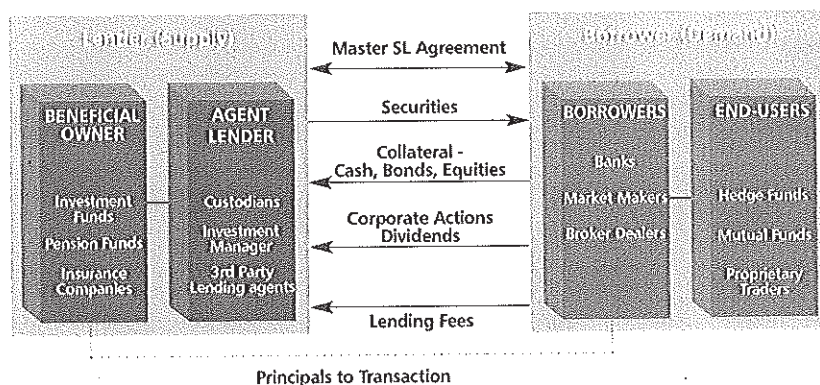 Lender (Supply)
Borrower (Demand)
Master SL Agreement
BENEFICIAL
OWNER
Investment
Funds
Pension Funds
Insurance
Companies
AGENT
LENDER
Custodians
Investment
Manager
3rd Party
Lending agents
Securities
Collateral -
Cash, Bonds, Equities
Corporate Actions
Dividends
Lending Fees
BORROWERS
Banks
Market Makers
Broker Dealers
END-USERS
Hedge Funds
Mutual Funds
Proprietary
Traders
Principals to Transaction